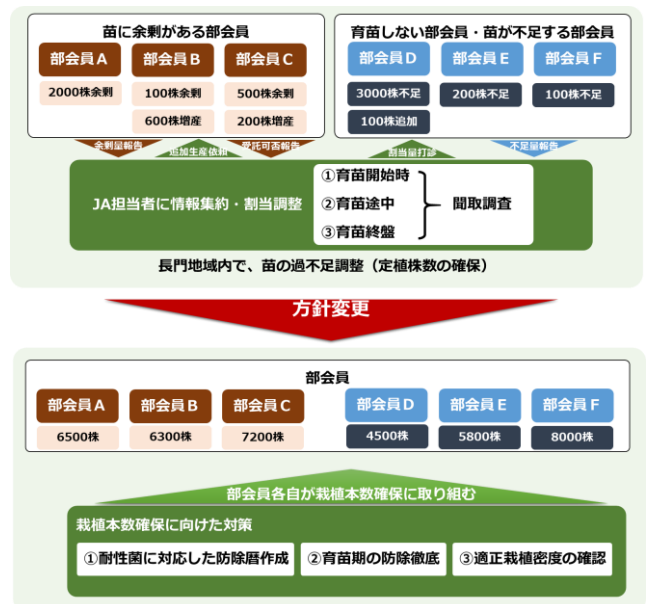 苗に余剰がある部会員
育苗しない部会員・苗が不足する部会員
部会員A
部会員B
部会員C
部会員D
部会員E
部会員F
2000株余剰
100株余剰
500株余剰
3000株不足
200株不足
100株不足
600株増産
200株増産
100株追加
余剰量報告
追加生産依頼
受託可否報告
割当量打診
不足量報告
JA担当者に情報集約・割当調整
①育苗開始時
②育苗途中
③育苗終盤
聞取調査
長門地域内で、苗の過不足調整（定植株数の確保）
方針変更
部会員
部会員A
部会員B
部会員C
部会員D
部会員E
部会員F
6500株
6300株
7200株
4500株
5800株
8000株
部会員各自が栽植本数確保に取り組む
栽植本数確保に向けた対策
①耐性菌に対応した防除暦作成
②育苗期の防除徹底
③適正栽植密度の確認